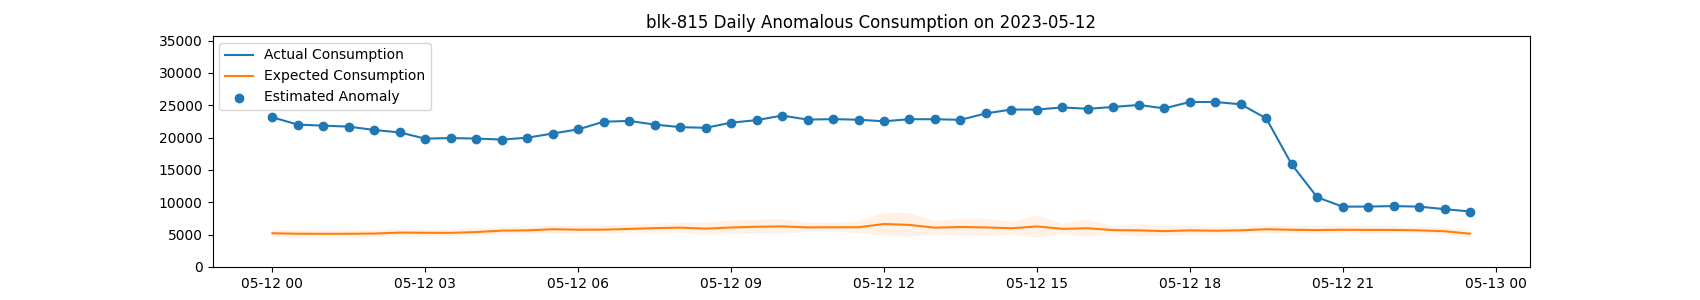 blk-815 Daily Anomalous Consumption on 2023-05-12
35000
30000
25000
20000
15000
10000
5000
0
Actual Consumption
Expected Consumption
Estimated Anomaly
05-12 00 05-12 03 05-12 06 05-12 09 05-12 12 05-12 15 05-12 18 05-12 21 05-13 00